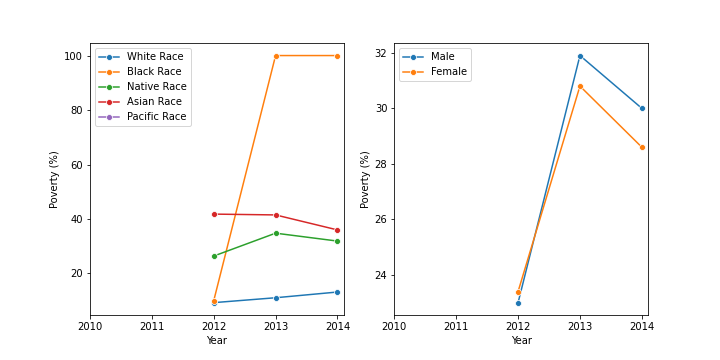 White Race
Black Race
Native Race
Asian Race
Pacific Race
100
80
60
40
20
Poverty (%)
2010 2011 2012 2013 2014
Year
Male
Female
32
30
28
26
24
Poverty (%)
2010 2011 2012 2013 2014
Year